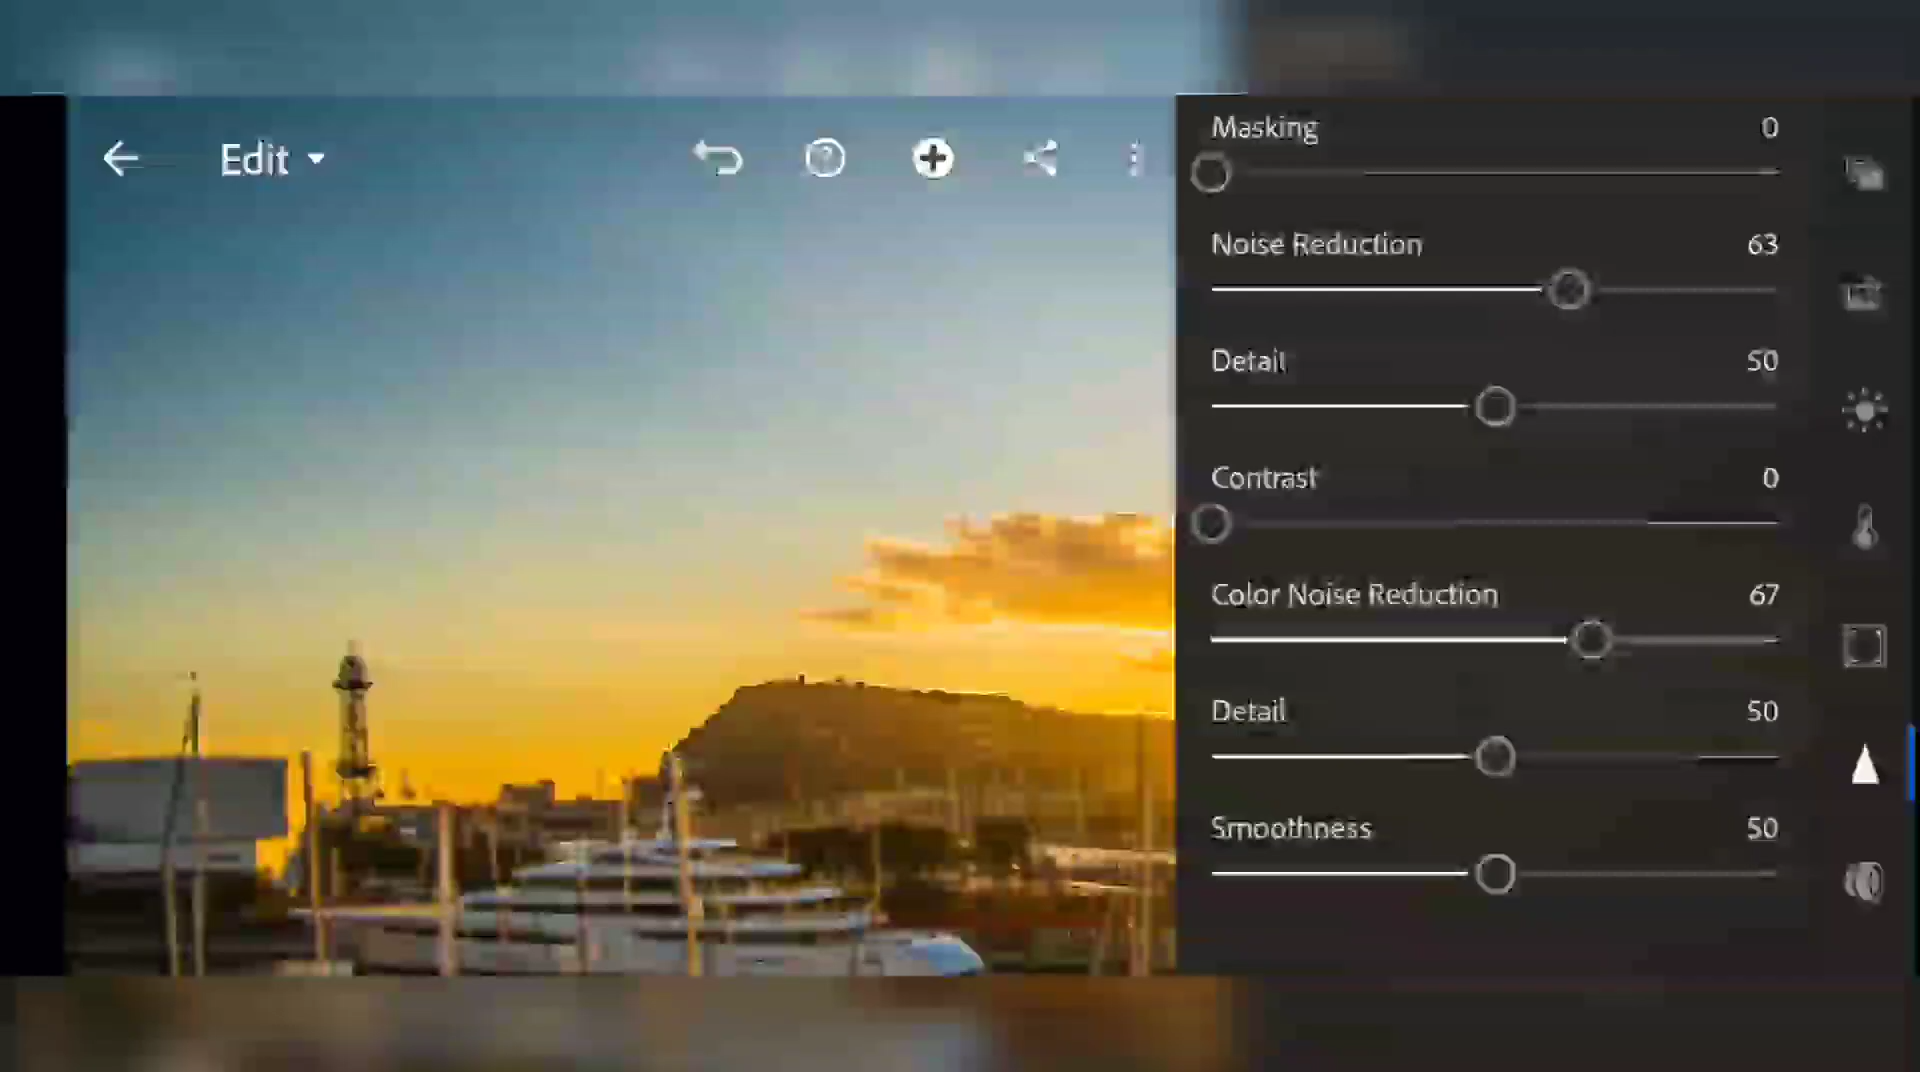 Edit
Masking 0
Noise Reduction 63
Detail 50
Contrast 0
Color Noise Reduction 67
Detail 50
Smoothness 50